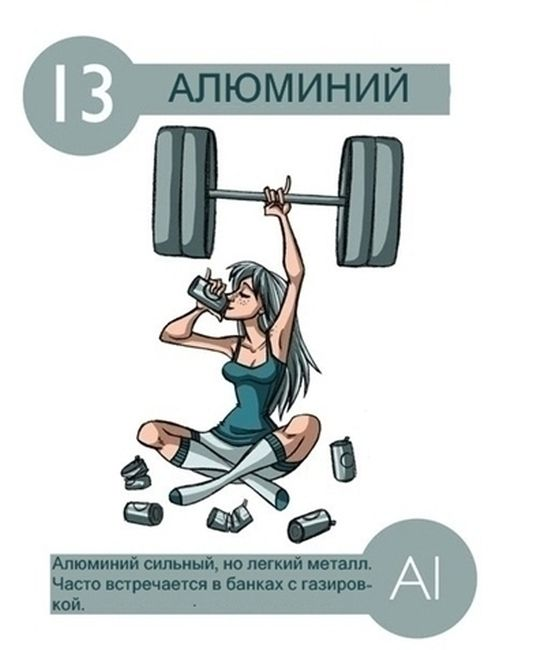 13
АЛЮМИНИЙ
Алюминий сильный, но легкий металл.
Часто встречается в банках с газиров-
кой.
Al